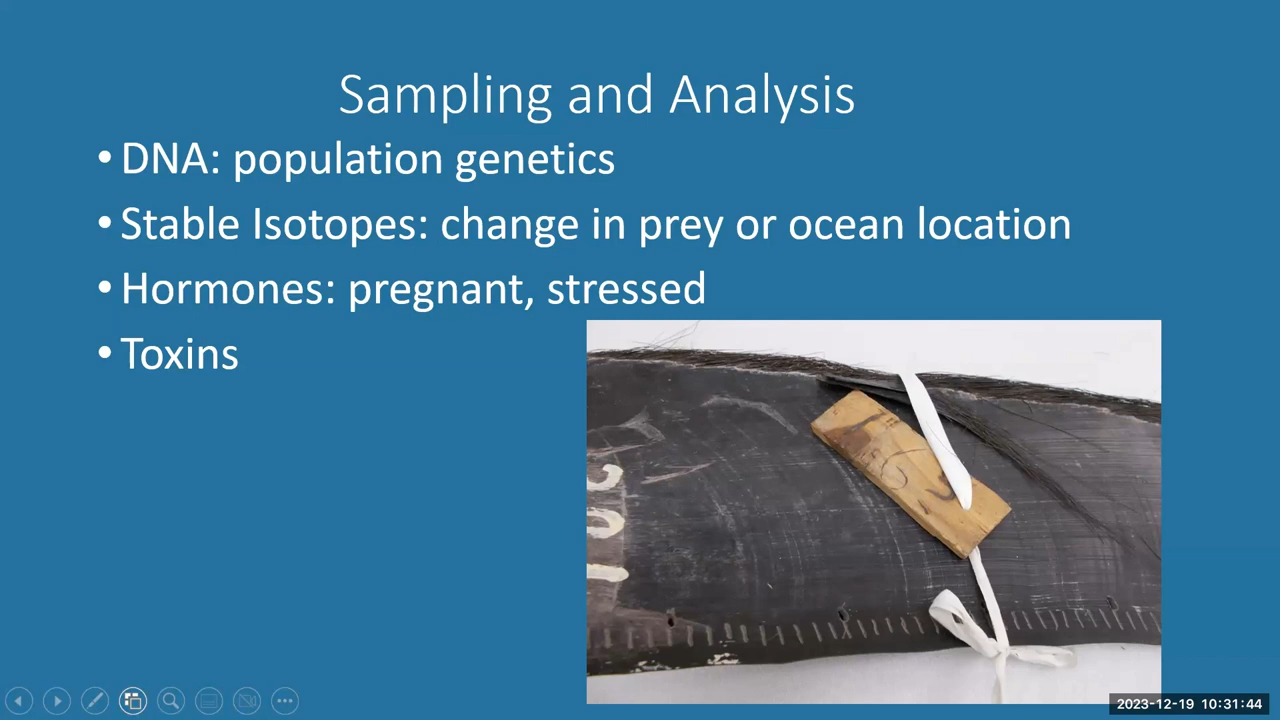 Sampling and Analysis
• DNA: population genetics
• Stable Isotopes: change in prey or ocean location
• Hormones: pregnant, stressed
• Toxins
2023-12-19 10:31:44